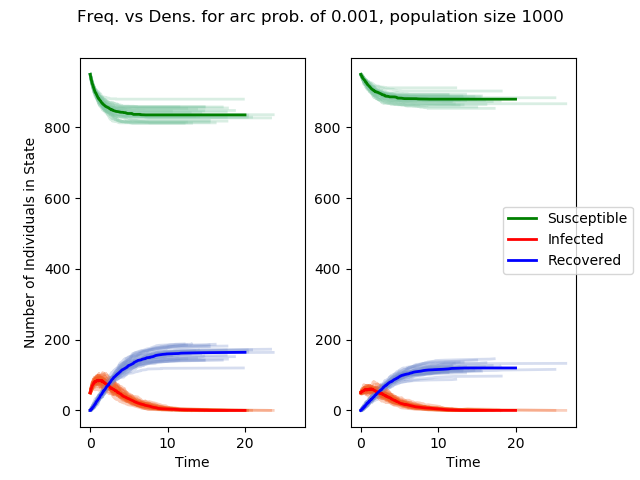 Freq. vs Dens. for arc prob. of 0.001, population size 1000
Number of Individuals in State
800
600
400
200
0
0
10
20
Time
800
600
400
200
0
0
10
20
Time
Susceptible
Infected
Recovered